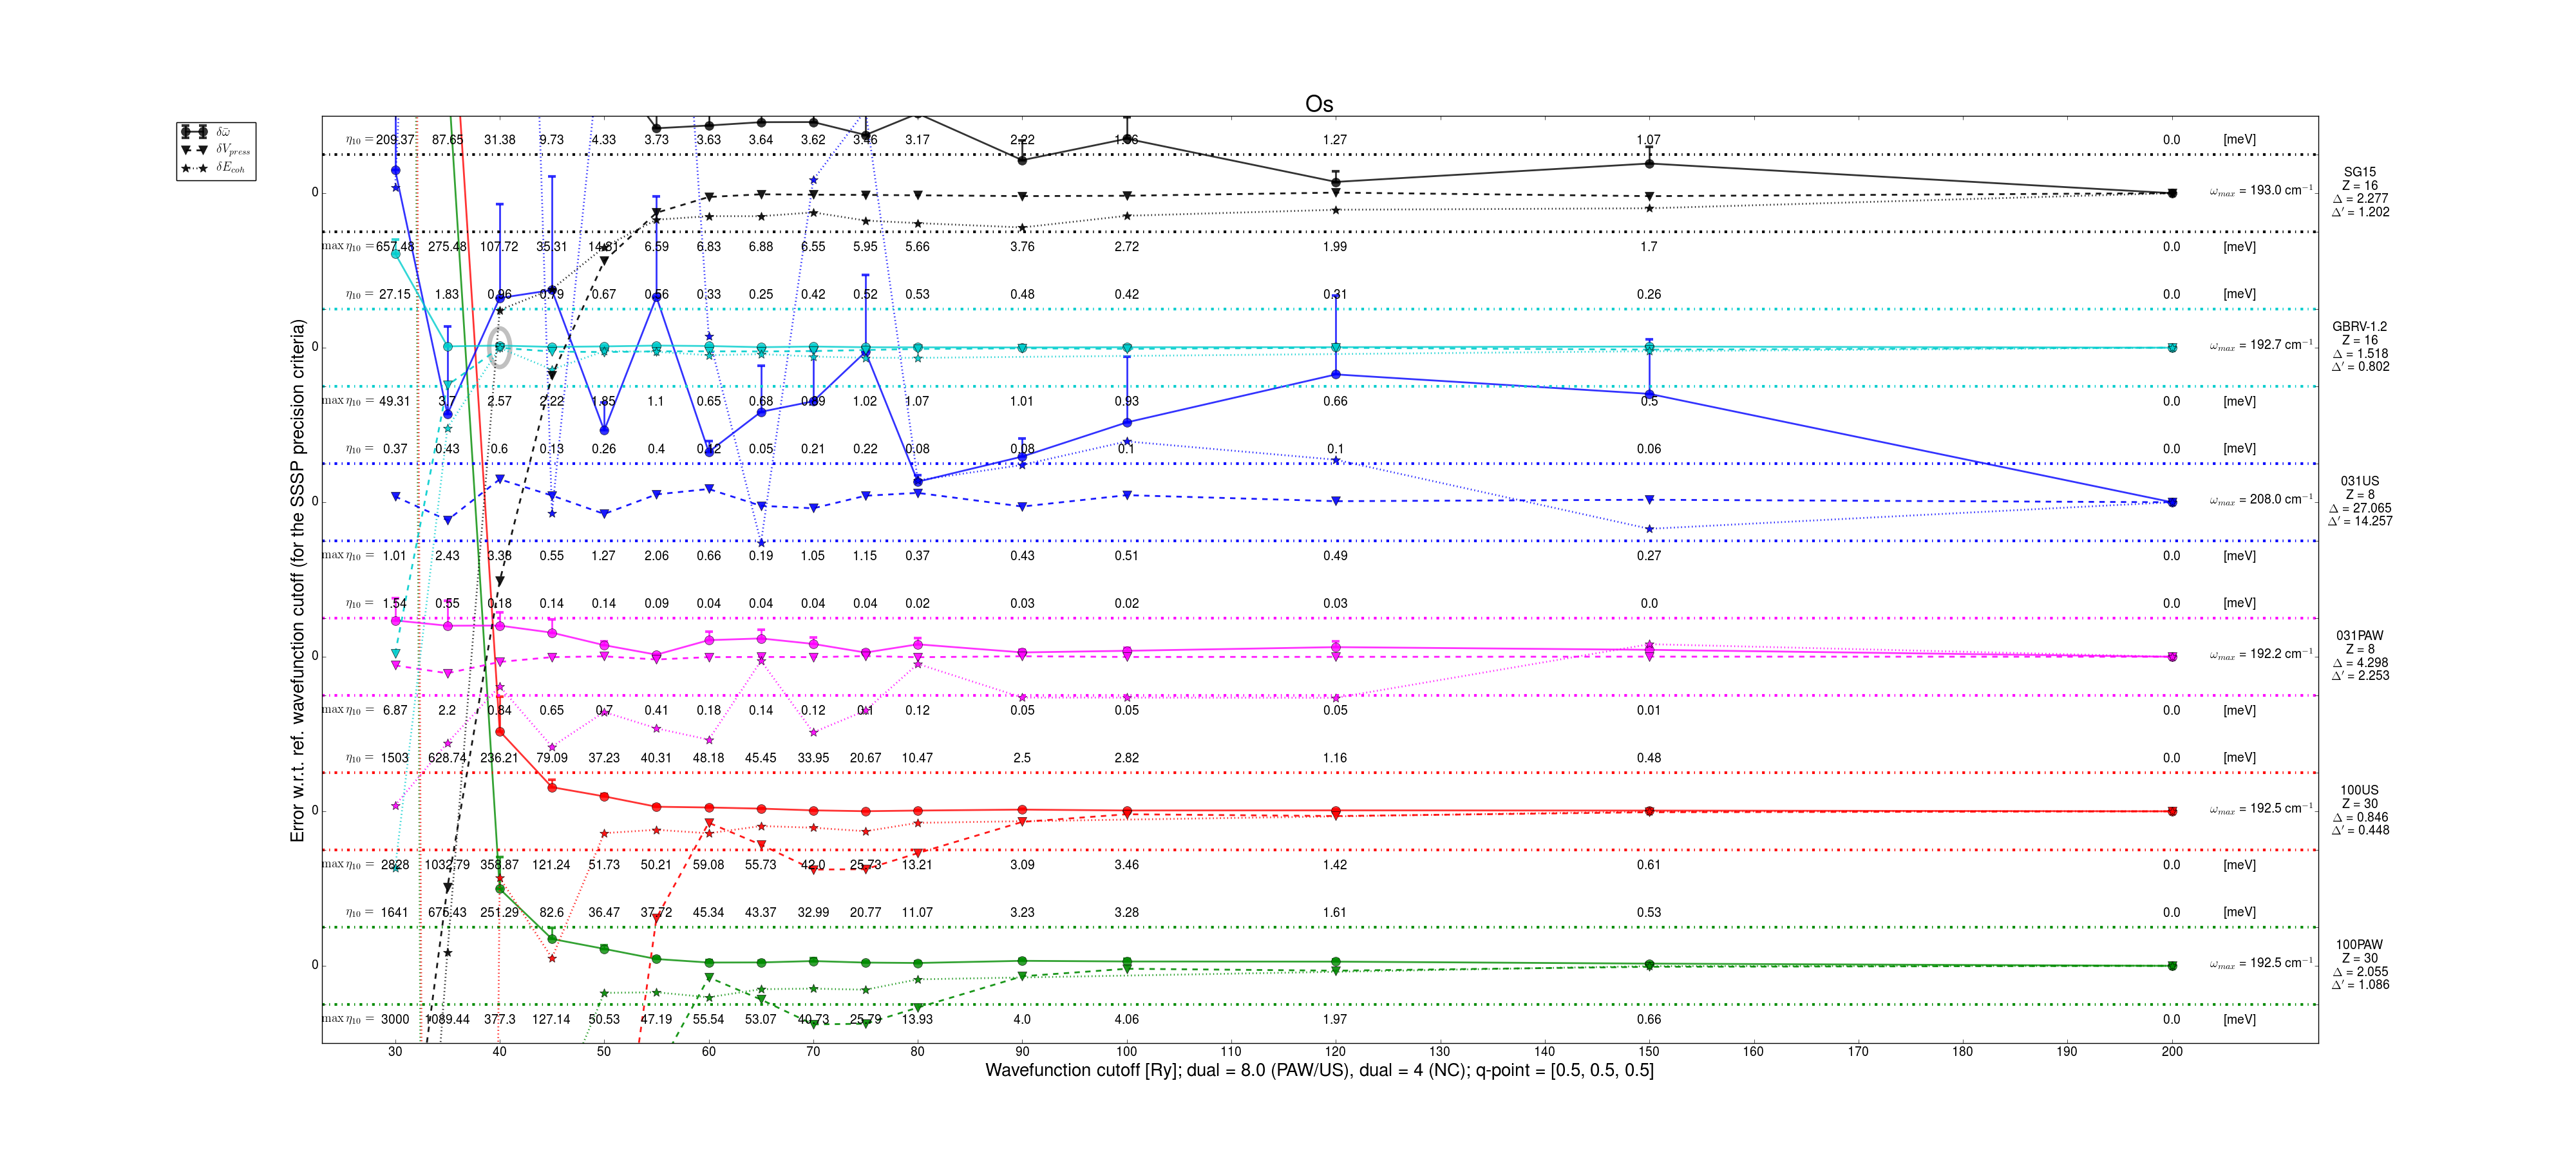 Os
δω̄
δV_press
δE_coh
Error w.r.t. ref. wavefunction cutoff (for the SSSP precision criteria)
η₁₀ = 209.37 87.65 31.38 9.73 4.33 3.73 3.63 3.64 3.62 3.46 3.17 2.22 1.27 1.07 0.0 [meV]
0
ω_max = 193.0 cm⁻¹
SG15
Z = 16
Δ = 2.277
Δ′ = 1.202
max η₁₀ = 657.48 275.48 107.72 35.31 14.81 6.59 6.83 6.88 6.55 5.95 5.66 3.76 2.72 1.99 1.7 0.0 [meV]
η₁₀ = 27.15 1.83 0.96 0.79 0.67 0.56 0.33 0.25 0.42 0.52 0.53 0.48 0.42 0.31 0.26 0.0 [meV]
0
ω_max = 192.7 cm⁻¹
GBRV-1.2
Z = 16
Δ = 1.518
Δ′ = 0.802
max η₁₀ = 49.31 3.7 2.57 2.22 1.85 1.1 0.65 0.68 0.89 1.02 1.07 1.01 0.93 0.66 0.5 0.0 [meV]
η₁₀ = 0.37 0.43 0.6 0.13 0.26 0.4 0.12 0.05 0.21 0.22 0.08 0.08 0.1 0.1 0.06 0.0 [meV]
0
ω_max = 208.0 cm⁻¹
031US
Z = 8
Δ = 27.065
Δ′ = 14.257
max η₁₀ = 1.01 2.43 3.38 0.55 1.27 2.06 0.66 0.19 1.05 1.15 0.37 0.43 0.51 0.49 0.27 0.0 [meV]
η₁₀ = 1.54 0.55 0.18 0.14 0.14 0.09 0.04 0.04 0.04 0.04 0.02 0.03 0.02 0.03 0.0 0.0 [meV]
0
ω_max = 192.2 cm⁻¹
031PAW
Z = 8
Δ = 4.298
Δ′ = 2.253
max η₁₀ = 6.87 2.2 0.84 0.65 0.7 0.41 0.18 0.14 0.12 0.1 0.12 0.05 0.05 0.05 0.01 0.0 [meV]
η₁₀ = 1503 628.74 236.21 79.09 37.23 40.31 48.18 45.45 33.95 20.67 10.47 2.5 2.82 1.16 0.48 0.0 [meV]
0
ω_max = 192.5 cm⁻¹
100US
Z = 30
Δ = 0.846
Δ′ = 0.448
max η₁₀ = 2828 1032.79 358.87 121.24 51.73 50.21 59.08 55.73 42.0 25.73 13.21 3.09 3.46 1.42 0.61 0.0 [meV]
η₁₀ = 1641 675.43 251.29 82.6 36.47 37.72 45.34 43.37 32.99 20.77 11.07 3.23 3.28 1.61 0.53 0.0 [meV]
0
ω_max = 192.5 cm⁻¹
100PAW
Z = 30
Δ = 2.055
Δ′ = 1.086
max η₁₀ = 3000 1089.44 377.3 127.14 50.53 47.19 55.54 53.07 40.73 25.79 13.93 4.0 4.06 1.97 0.66 0.0 [meV]
30 40 50 60 70 80 90 100 110 120 130 140 150 160 170 180 190 200
Wavefunction cutoff [Ry]; dual = 8.0 (PAW/US), dual = 4 (NC); q-point = [0.5, 0.5, 0.5]